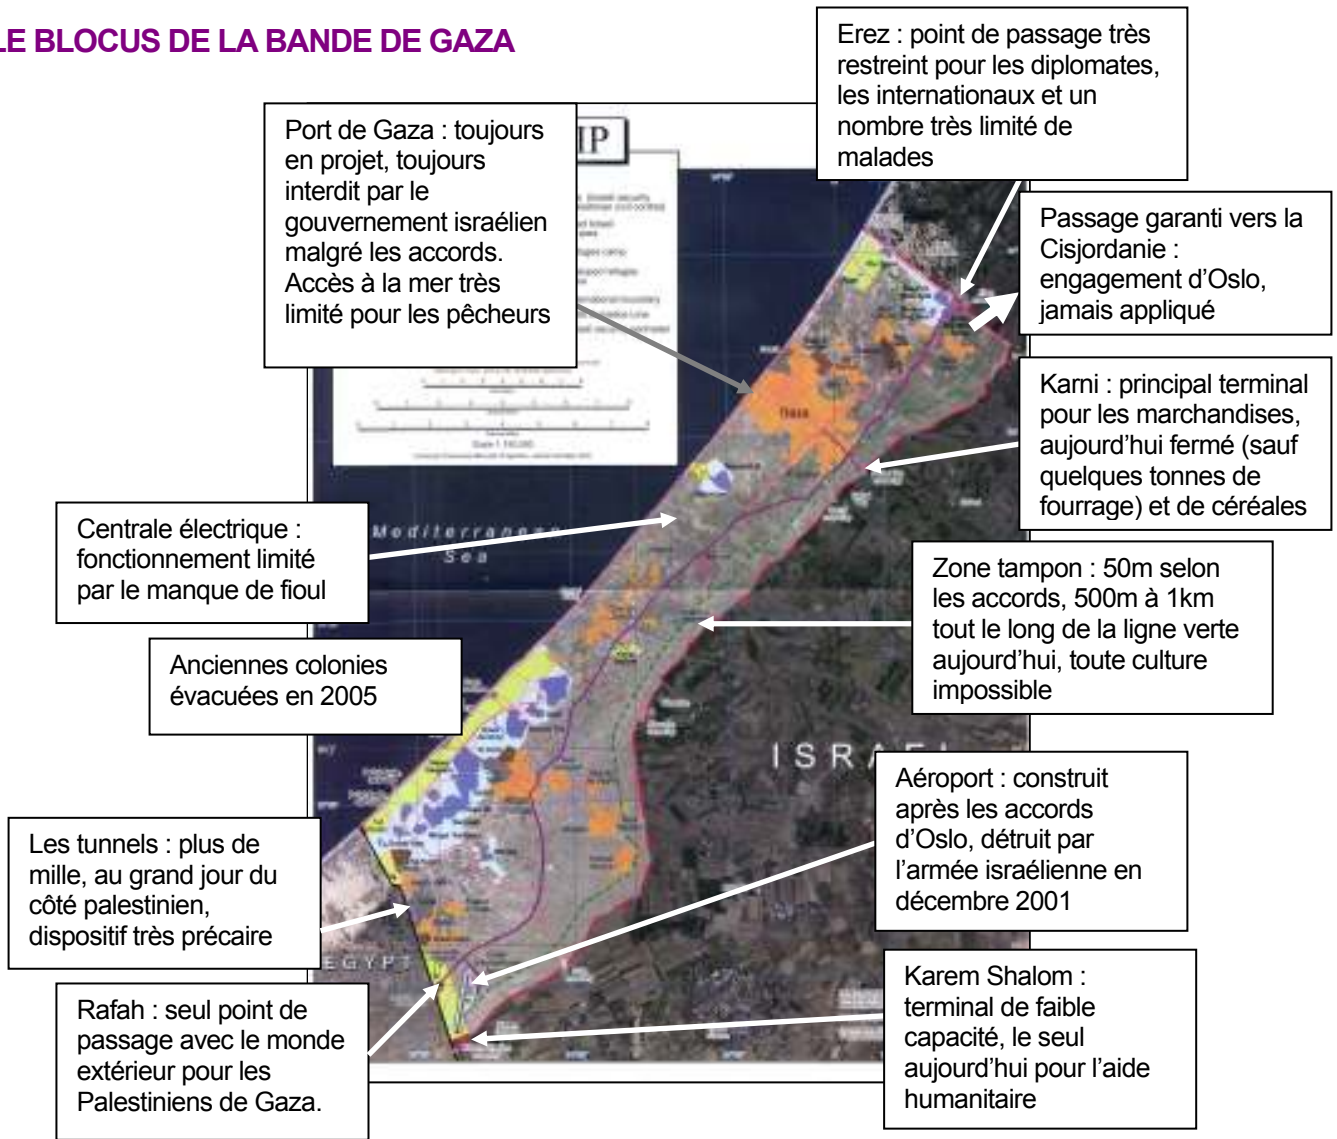 LE BLOCUS DE LA BANDE DE GAZA
Erez : point de passage très
restreint pour les diplomates,
les internationaux et un
nombre très limité de
malades
Port de Gaza : toujours
en projet, toujours
interdit par le
gouvernement israélien
malgré les accords.
Accès à la mer très
limité pour les pêcheurs
IP
Passage garanti vers la
Cisjordanie :
engagement d’Oslo,
jamais appliqué
Karni : principal terminal
pour les marchandises,
aujourd’hui fermé (sauf
quelques tonnes de
fourrage) et de céréales
Gaza
Centrale électrique :
fonctionnement limité
par le manque de fioul
Mediterranean
Sea
Zone tampon : 50m selon
les accords, 500m à 1km
tout le long de la ligne verte
aujourd’hui, toute culture
impossible
Anciennes colonies
évacuées en 2005
ISRAEL
Aéroport : construit
après les accords
d’Oslo, détruit par
l’armée israélienne en
décembre 2001
Les tunnels : plus de
mille, au grand jour du
côté palestinien,
dispositif très précaire
EGYPT
Rafah : seul point de
passage avec le monde
extérieur pour les
Palestiniens de Gaza.
Karem Shalom :
terminal de faible
capacité, le seul
aujourd’hui pour l’aide
humanitaire